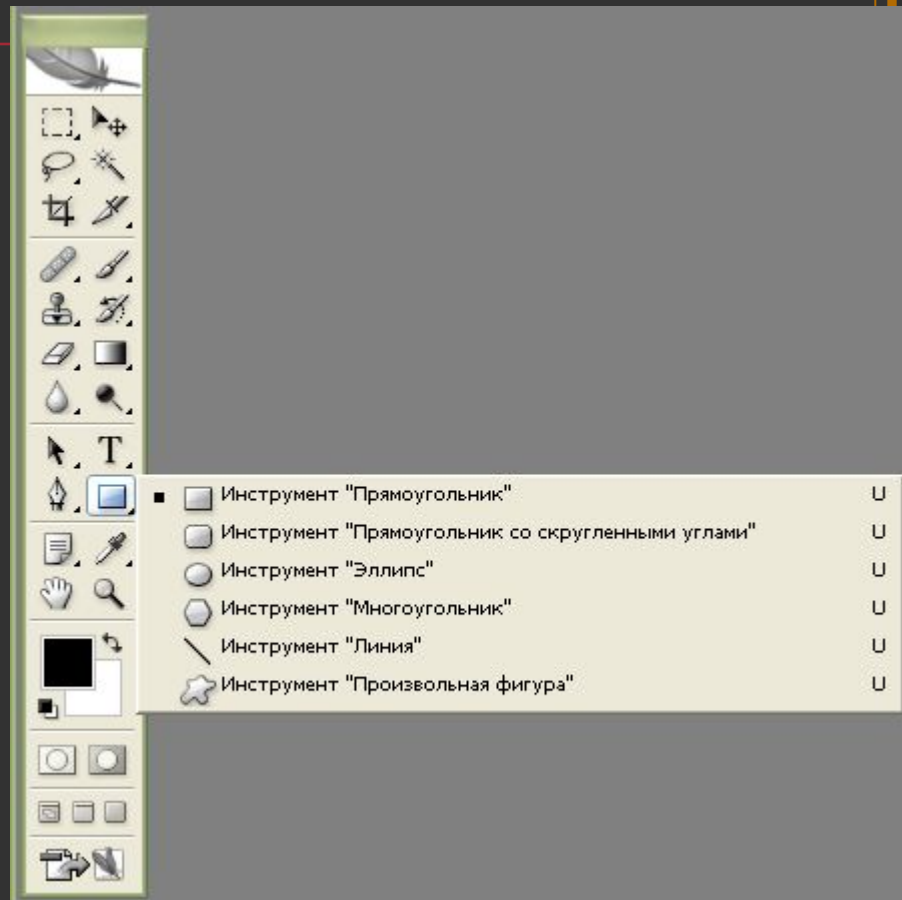 T
Инструмент "Прямоугольник" U
Инструмент "Прямоугольник со скругленными углами" U
Инструмент "Эллипс" U
Инструмент "Многоугольник" U
Инструмент "Линия" U
Инструмент "Произвольная фигура" U